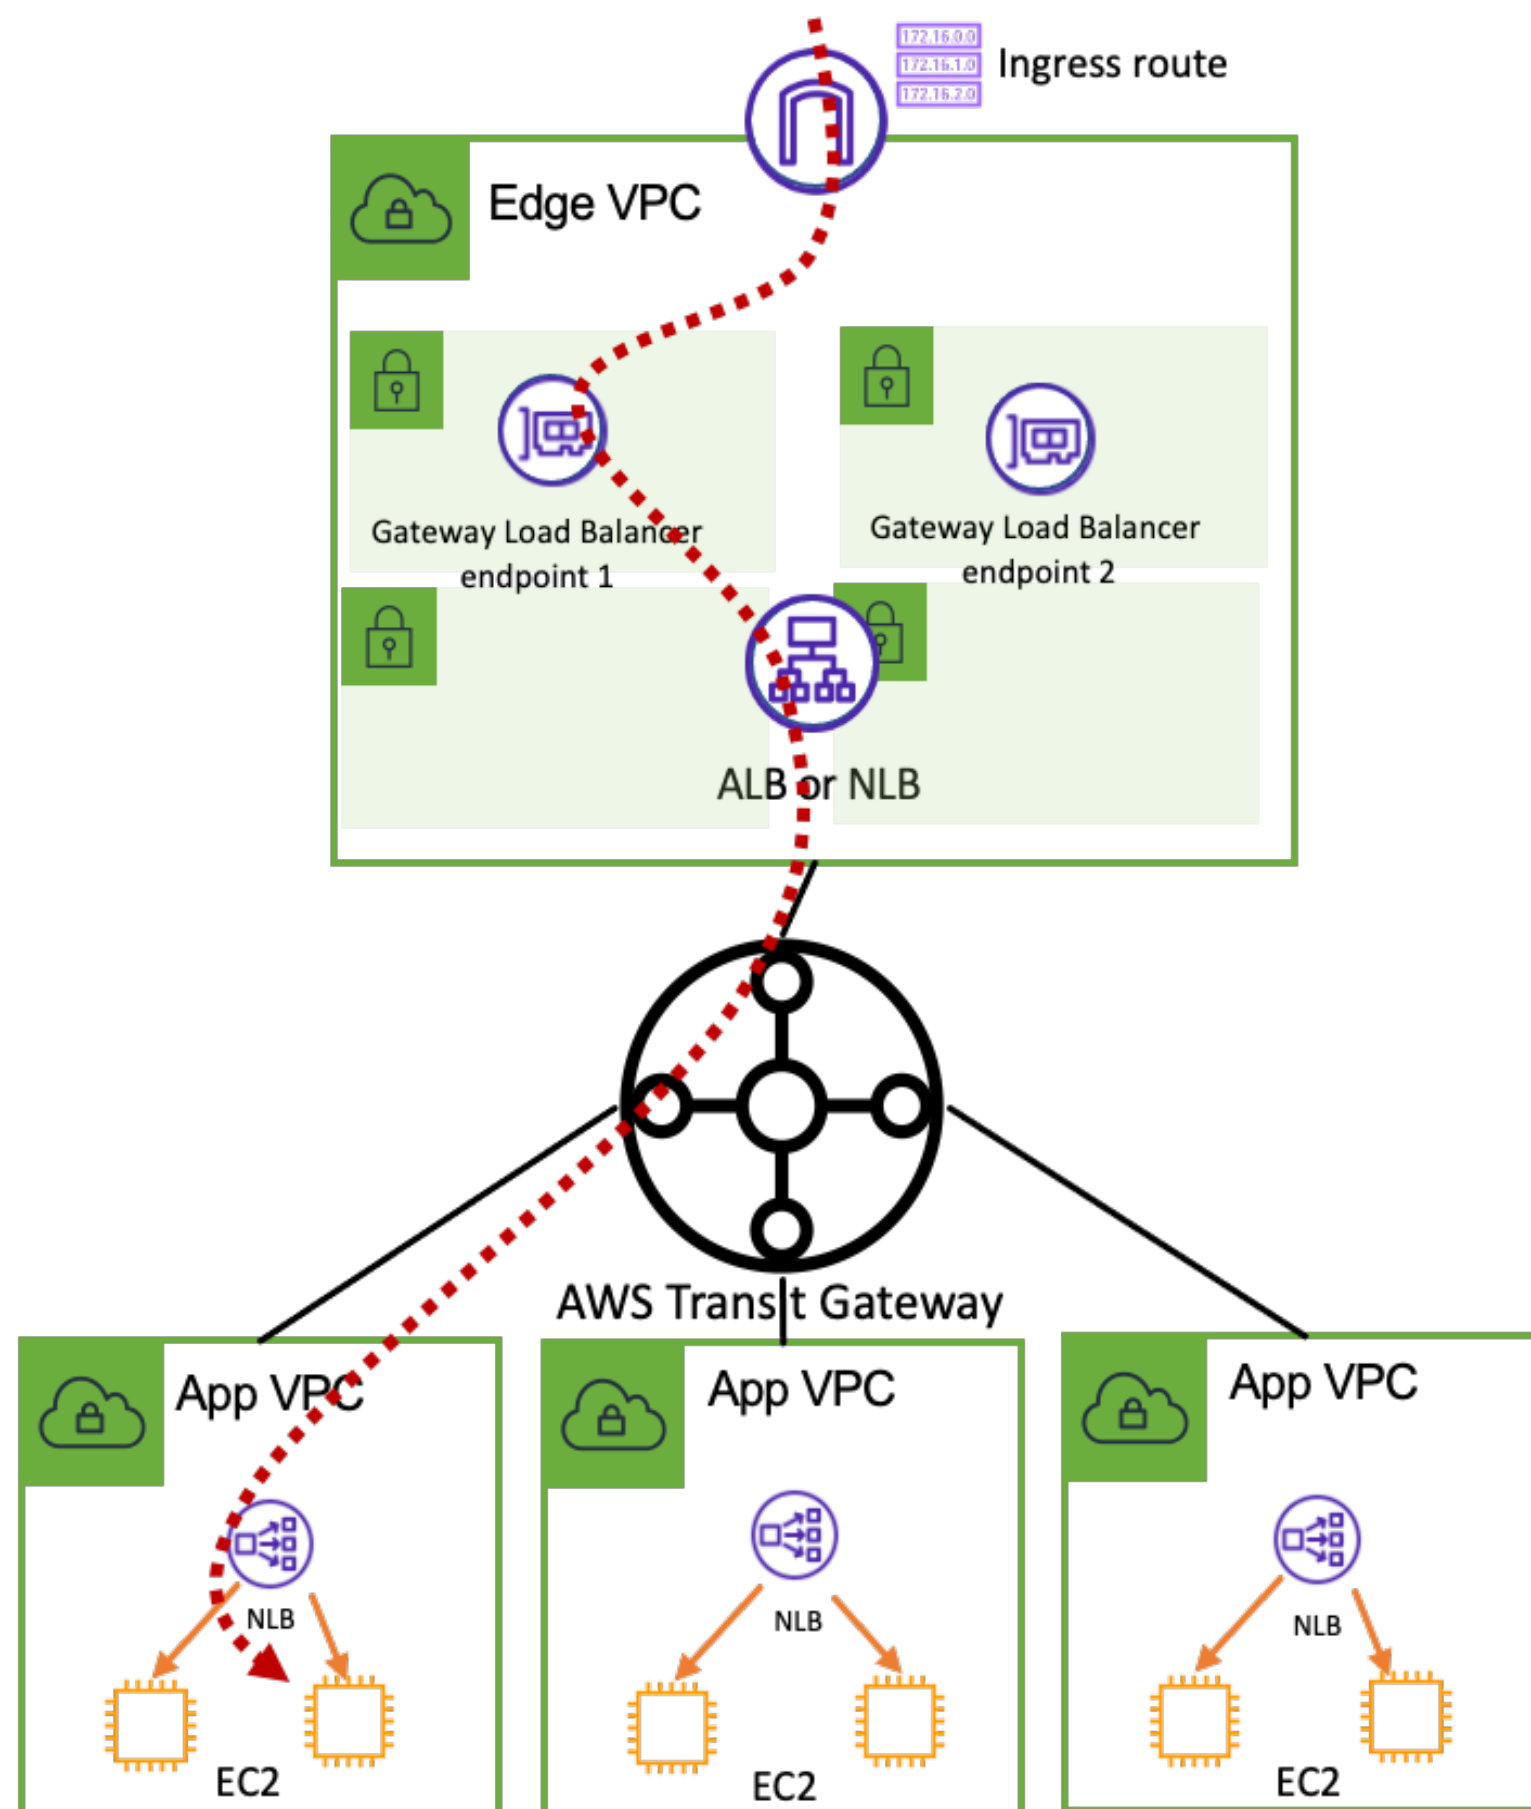 172.16.0.0
172.16.1.0
172.16.2.0
Ingress route
Edge VPC
Gateway Load Balancer
endpoint 1
Gateway Load Balancer
endpoint 2
ALB or NLB
AWS Transit Gateway
App VPC
NLB
EC2
App VPC
NLB
EC2
App VPC
NLB
EC2